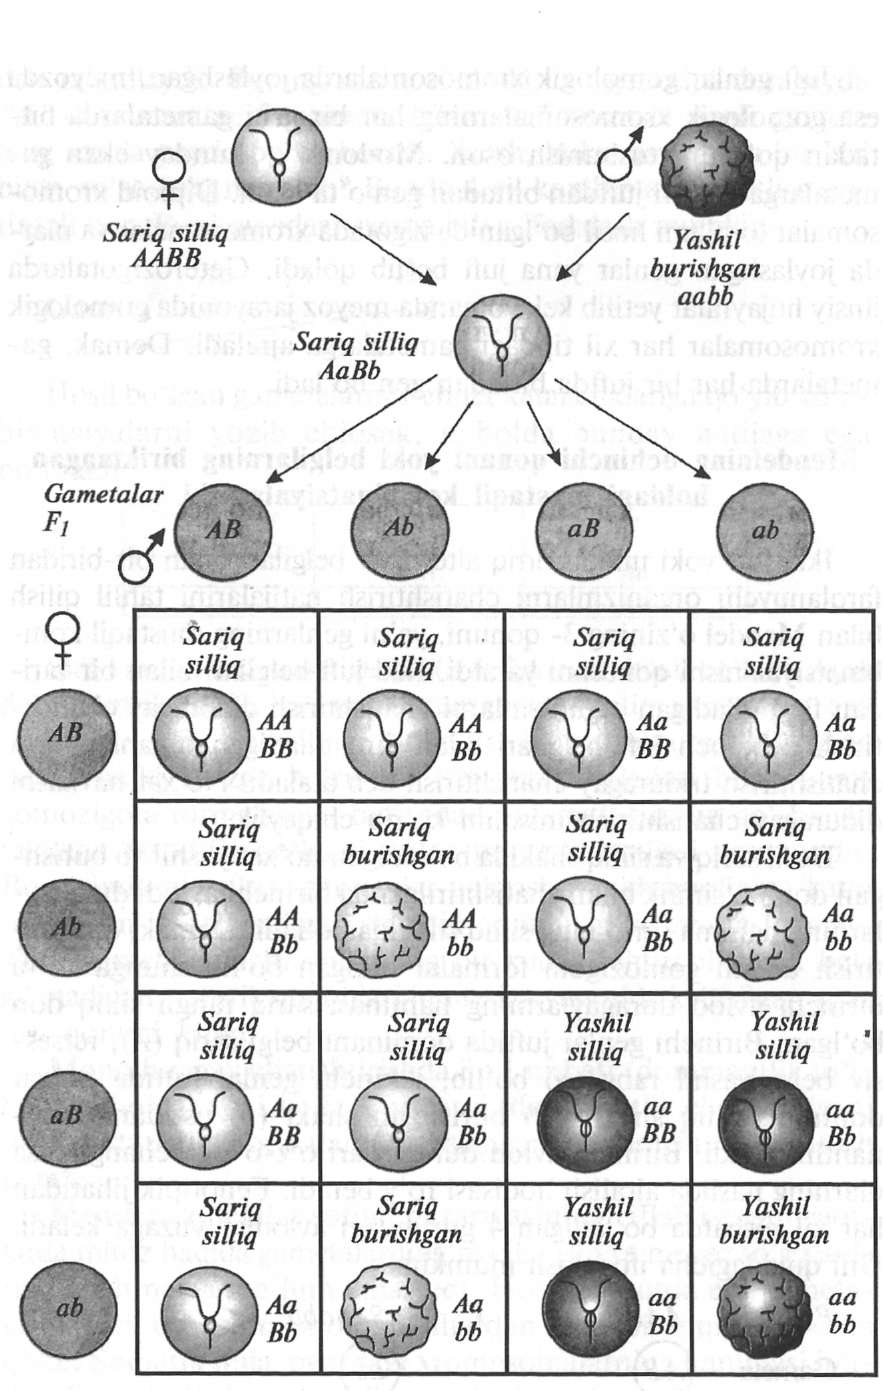 Sariq silliq
AABB
Yashil
burishgan
aabb
Sariq silliq
AaBb
Gametalar
F₁
AB
Ab
aB
ab
Sariq
silliq
Sariq
silliq
Sariq
silliq
Sariq
silliq
AB
AA
BB
AA
Bb
Aa
BB
Aa
Bb
Sariq
silliq
Sariq
burishgan
Sariq
silliq
Sariq
burishgan
Ab
AA
Bb
AA
bb
Aa
Bb
Aa
bb
Sariq
silliq
Sariq
silliq
Yashil
silliq
Yashil
silliq
aB
Aa
BB
Aa
Bb
aa
BB
aa
Bb
Sariq
silliq
Sariq
burishgan
Yashil
silliq
Yashil
burishgan
ab
Aa
Bb
Aa
bb
aa
Bb
aa
bb